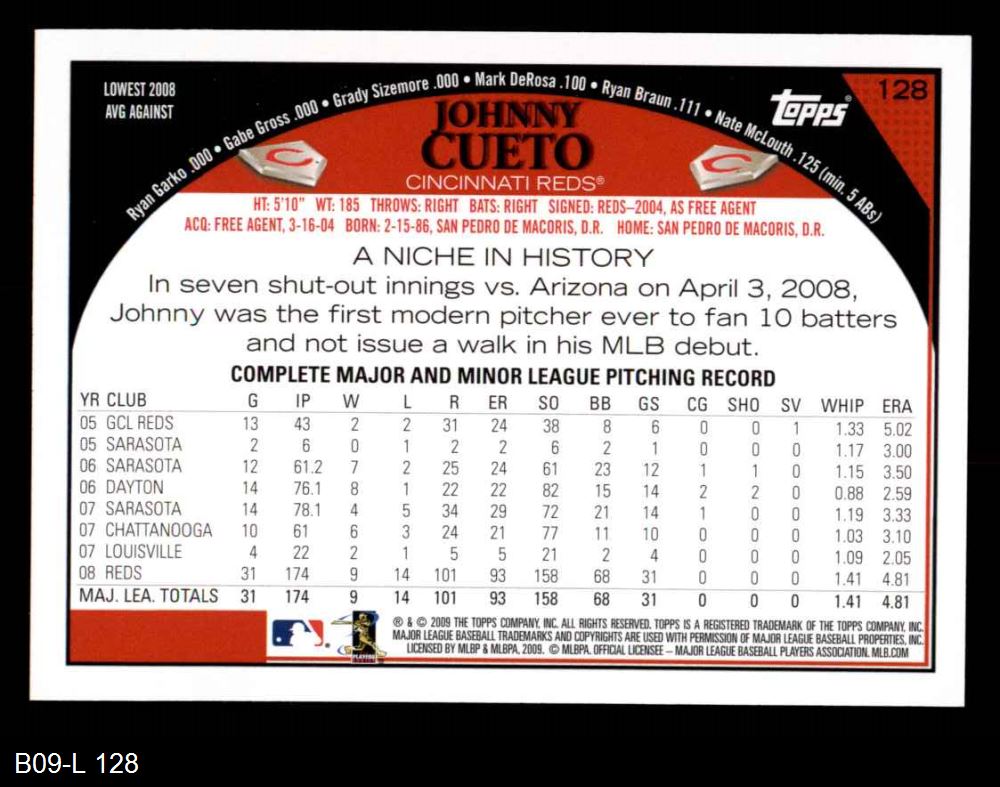 LOWEST 2008
AVG AGAINST
Ryan Garko .000 • Gabe Gross .000 • Grady Sizemore .000 • Mark DeRosa .100 • Ryan Braun .111 • Nate McLouth .125 (min. 5 ABs)
topps®
128
JOHNNY
CUETO
CINCINNATI REDS®
HT: 5'10" WT: 185 THROWS: RIGHT BATS: RIGHT SIGNED: REDS–2004, AS FREE AGENT
ACQ: FREE AGENT, 3-16-04 BORN: 2-15-86, SAN PEDRO DE MACORIS, D.R. HOME: SAN PEDRO DE MACORIS, D.R.
A NICHE IN HISTORY
In seven shut-out innings vs. Arizona on April 3, 2008,
Johnny was the first modern pitcher ever to fan 10 batters
and not issue a walk in his MLB debut.
COMPLETE MAJOR AND MINOR LEAGUE PITCHING RECORD
YR CLUB G IP W L R ER SO BB GS CG SHO SV WHIP ERA
05 GCL REDS 13 43 2 2 31 24 38 8 6 0 0 1 1.33 5.02
05 SARASOTA 2 6 0 1 2 2 6 2 1 0 0 0 1.17 3.00
06 SARASOTA 12 61.2 7 2 25 24 61 23 12 1 1 0 1.15 3.50
06 DAYTON 14 76.1 8 1 22 22 82 15 14 2 2 0 0.88 2.59
07 SARASOTA 14 78.1 4 5 34 29 72 21 14 1 0 0 1.19 3.33
07 CHATTANOOGA 10 61 6 3 24 21 77 11 10 0 0 0 1.03 3.10
07 LOUISVILLE 4 22 2 1 5 5 21 2 4 0 0 0 1.09 2.05
08 REDS 31 174 9 14 101 93 158 68 31 0 0 0 1.41 4.81
MAJ. LEA. TOTALS 31 174 9 14 101 93 158 68 31 0 0 0 1.41 4.81
® & © 2009 THE TOPPS COMPANY, INC. ALL RIGHTS RESERVED. TOPPS IS A REGISTERED TRADEMARK OF THE TOPPS COMPANY, INC.
MAJOR LEAGUE BASEBALL TRADEMARKS AND COPYRIGHTS ARE USED WITH PERMISSION OF MAJOR LEAGUE BASEBALL PROPERTIES, INC.
LICENSED BY MLBP & MLBPA, 2009. © MLBPA. OFFICIAL LICENSEE – MAJOR LEAGUE BASEBALL PLAYERS ASSOCIATION. MLB.COM
B09-L 128